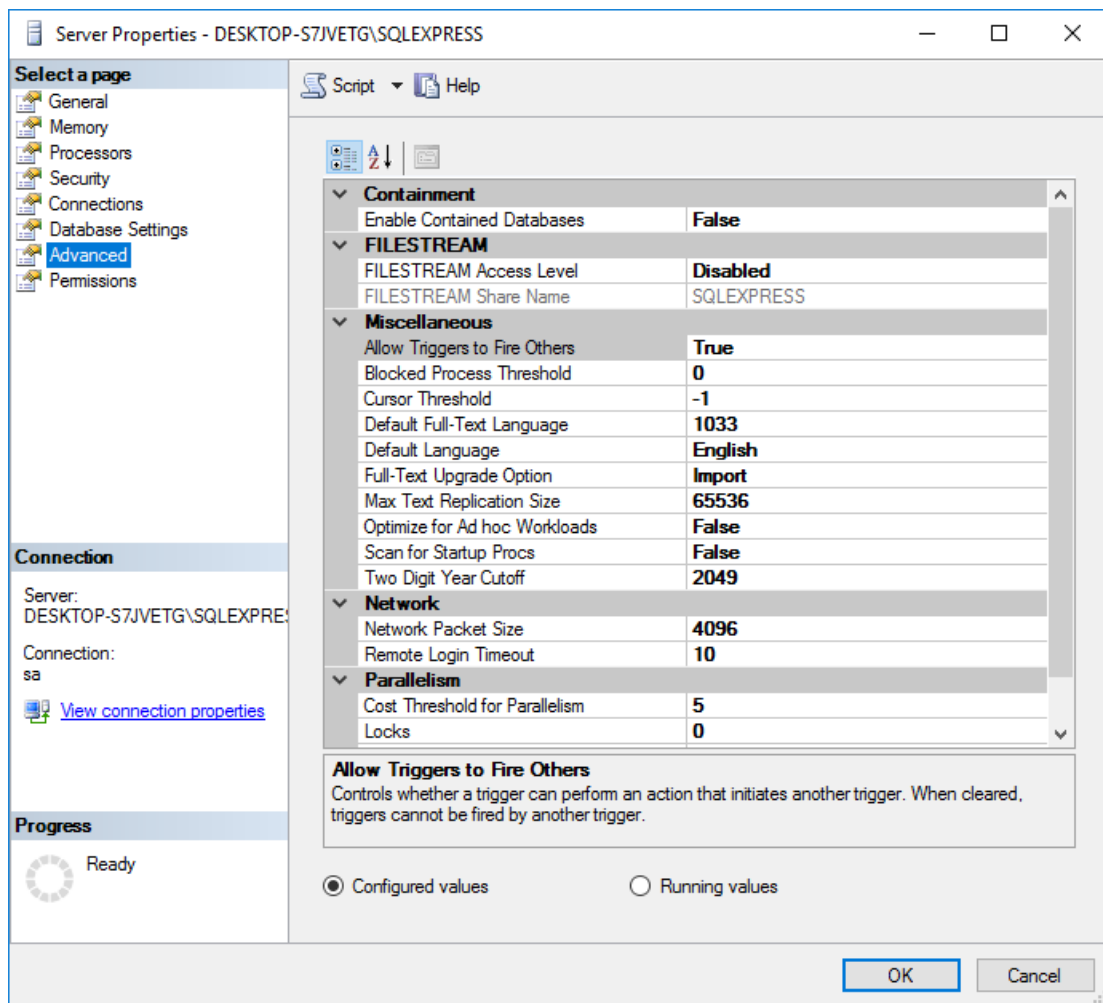 Server Properties - DESKTOP-S7JVETG\SQLEXPRESS
Select a page
General
Memory
Processors
Security
Connections
Database Settings
Advanced
Permissions
Connection
Server:
DESKTOP-S7JVETG\SQLEXPRES
Connection:
sa
View connection properties
Progress
Ready
Script Help
Containment
Enable Contained Databases False
FILESTREAM
FILESTREAM Access Level Disabled
FILESTREAM Share Name SQLEXPRESS
Miscellaneous
Allow Triggers to Fire Others True
Blocked Process Threshold 0
Cursor Threshold -1
Default Full-Text Language 1033
Default Language English
Full-Text Upgrade Option Import
Max Text Replication Size 65536
Optimize for Ad hoc Workloads False
Scan for Startup Procs False
Two Digit Year Cutoff 2049
Network
Network Packet Size 4096
Remote Login Timeout 10
Parallelism
Cost Threshold for Parallelism 5
Locks 0
Allow Triggers to Fire Others
Controls whether a trigger can perform an action that initiates another trigger. When cleared,
triggers cannot be fired by another trigger.
Configured values Running values
OK Cancel